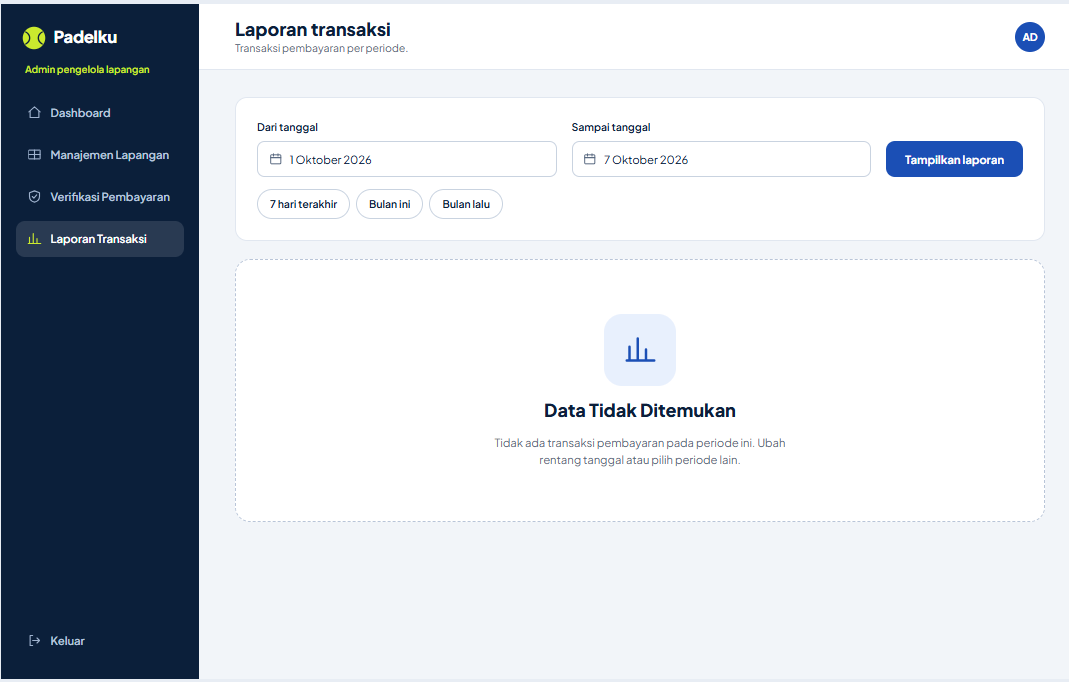 Padelku
Admin pengelola lapangan
Dashboard
Manajemen Lapangan
Verifikasi Pembayaran
Laporan Transaksi
Keluar
Laporan transaksi
Transaksi pembayaran per periode.
AD
Dari tanggal
1 Oktober 2026
Sampai tanggal
7 Oktober 2026
Tampilkan laporan
7 hari terakhir
Bulan ini
Bulan lalu
Data Tidak Ditemukan
Tidak ada transaksi pembayaran pada periode ini. Ubah
rentang tanggal atau pilih periode lain.